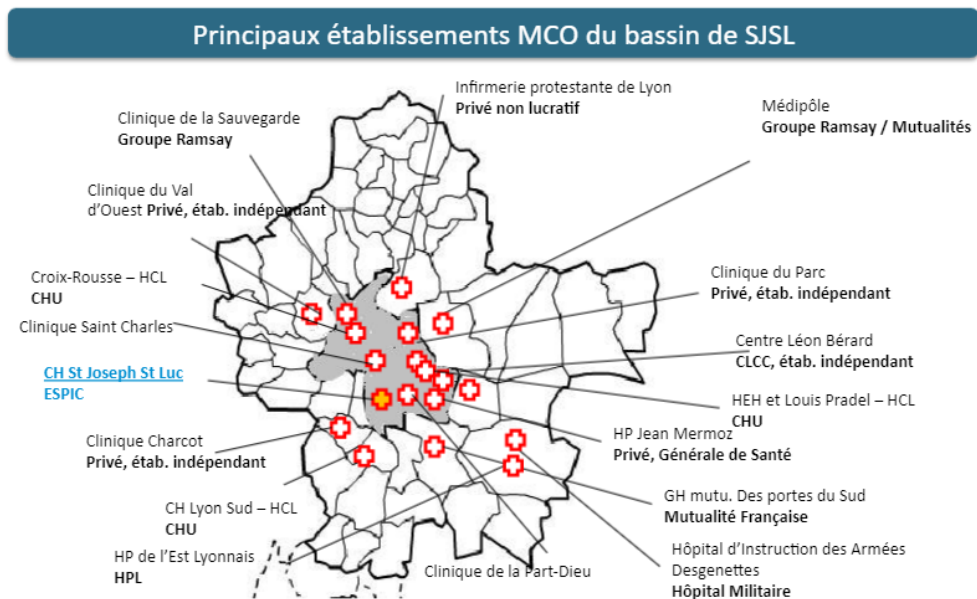 Principaux établissements MCO du bassin de SJSL
Infirmerie protestante de Lyon
Privé non lucratif
Médipôle
Groupe Ramsay / Mutualités
Clinique de la Sauvegarde
Groupe Ramsay
Clinique du Val
d’Ouest Privé, étab. indépendant
Croix-Rousse – HCL
CHU
Clinique du Parc
Privé, étab. indépendant
Clinique Saint Charles
Centre Léon Bérard
CLCC, étab. indépendant
CH St Joseph St Luc
ESPIC
HEH et Louis Pradel – HCL
CHU
HP Jean Mermoz
Privé, Générale de Santé
Clinique Charcot
Privé, étab. indépendant
GH mutu. Des portes du Sud
Mutualité Française
CH Lyon Sud – HCL
CHU
HP de l’Est Lyonnais
HPL
Clinique de la Part-Dieu
Hôpital d’Instruction des Armées
Desgenettes
Hôpital Militaire